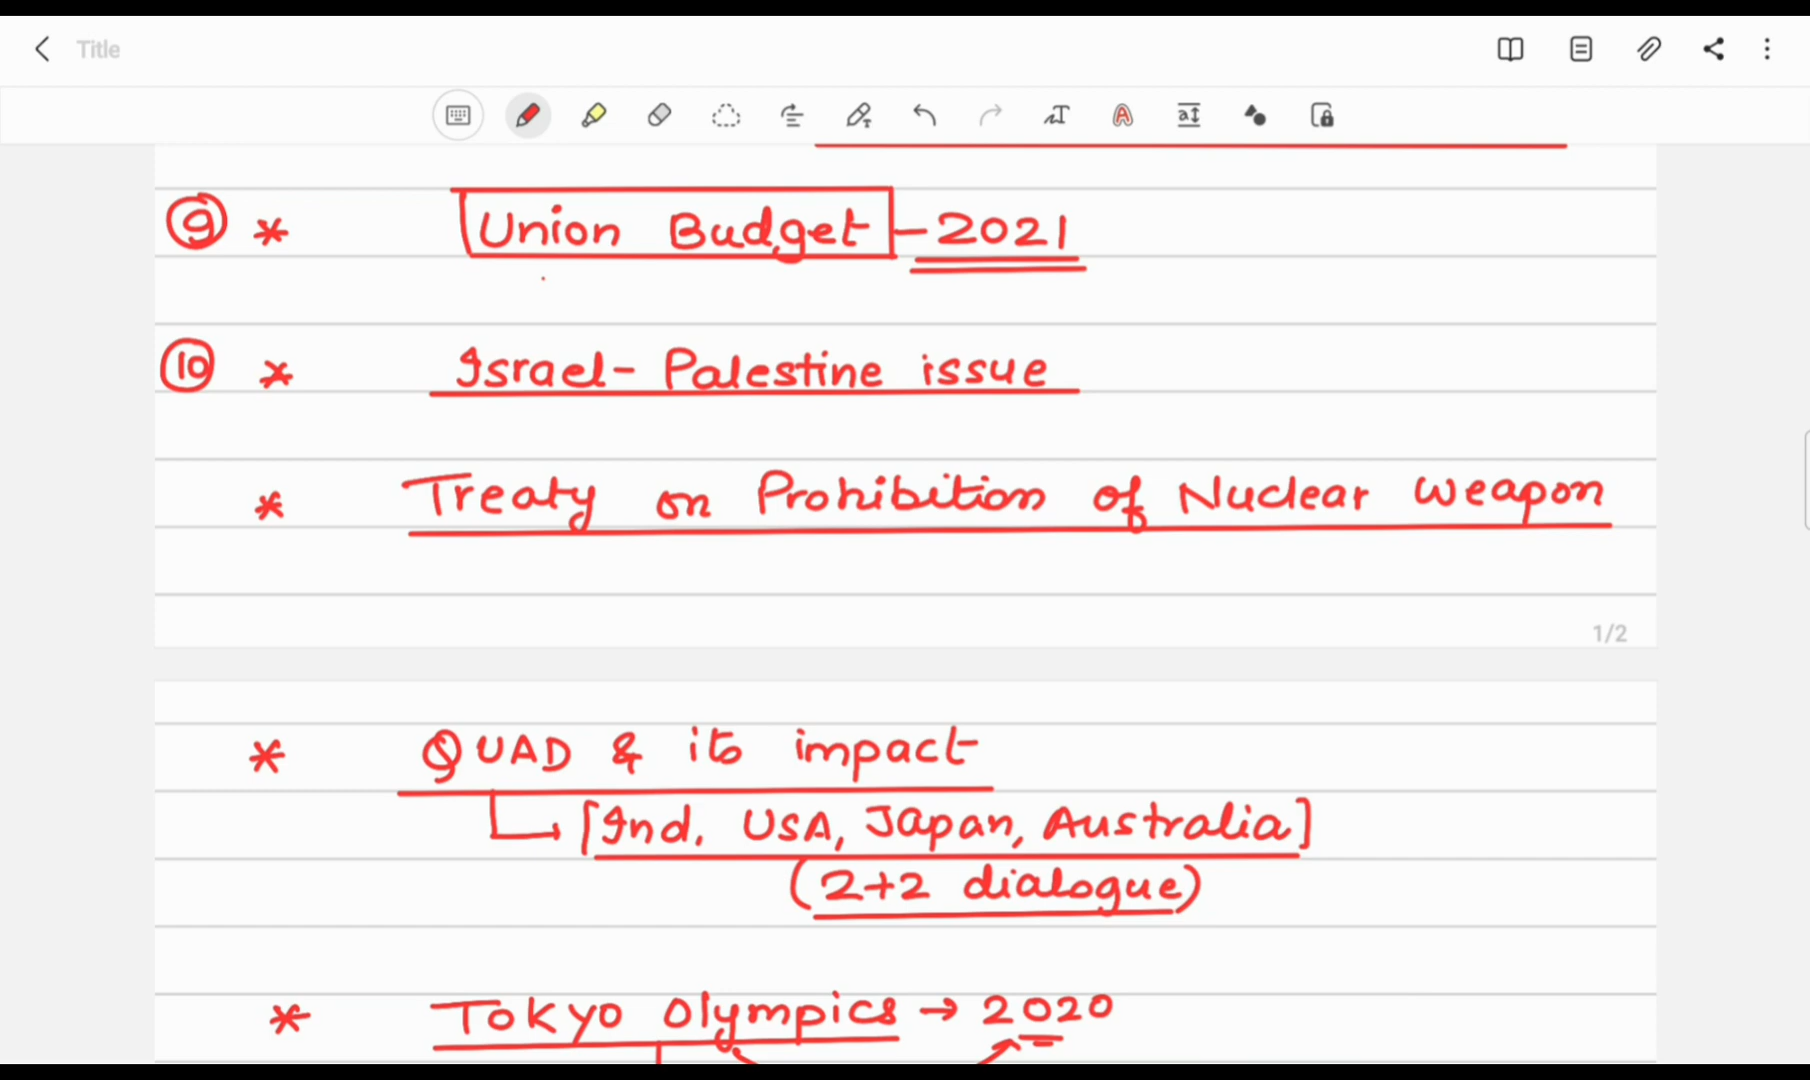 Title
⑨ * Union Budget - 2021
⑩ * Israel - Palestine issue
* Treaty on Prohibition of Nuclear weapon
1/2
* QUAD & its impact
[Ind, USA, Japan, Australia]
(2+2 dialogue)
* Tokyo Olympics → 2020